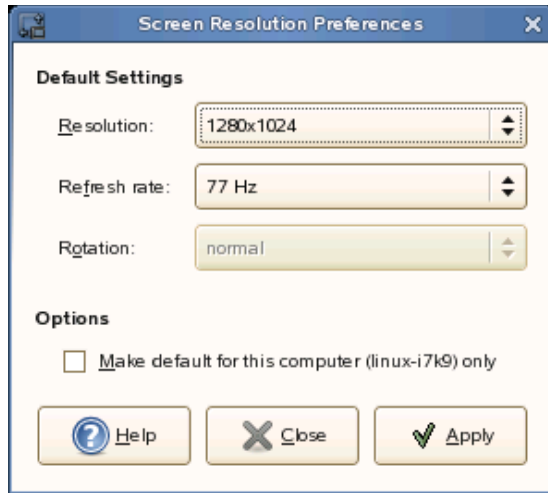 Screen Resolution Preferences
Default Settings
Resolution: 1280x1024
Refresh rate: 77 Hz
Rotation: normal
Options
Make default for this computer (linux-i7k9) only
Help Close Apply